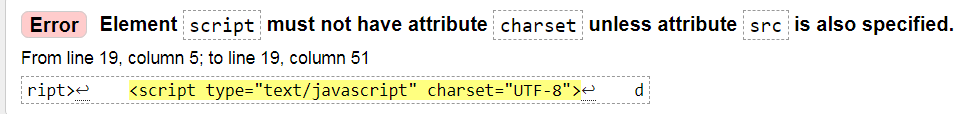 Error Element script must not have attribute charset unless attribute src is also specified.
From line 19, column 5; to line 19, column 51
ript>↩    <script type="text/javascript" charset="UTF-8">↩    d